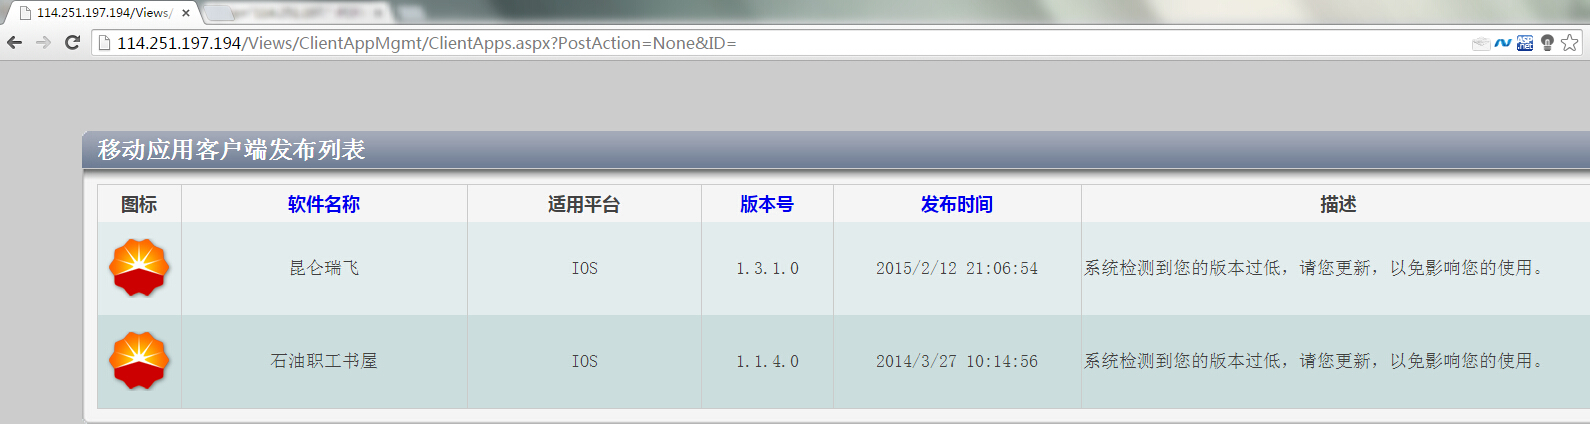 114.251.197.194/Views/
114.251.197.194/Views/ClientAppMgmt/ClientApps.aspx?PostAction=None&ID=
ASP
.net
移动应用客户端发布列表
图标 软件名称 适用平台 版本号 发布时间 描述
昆仑瑞飞 IOS 1.3.1.0 2015/2/12 21:06:54 系统检测到您的版本过低，请您更新，以免影响您的使用。
石油职工书屋 IOS 1.1.4.0 2014/3/27 10:14:56 系统检测到您的版本过低，请您更新，以免影响您的使用。